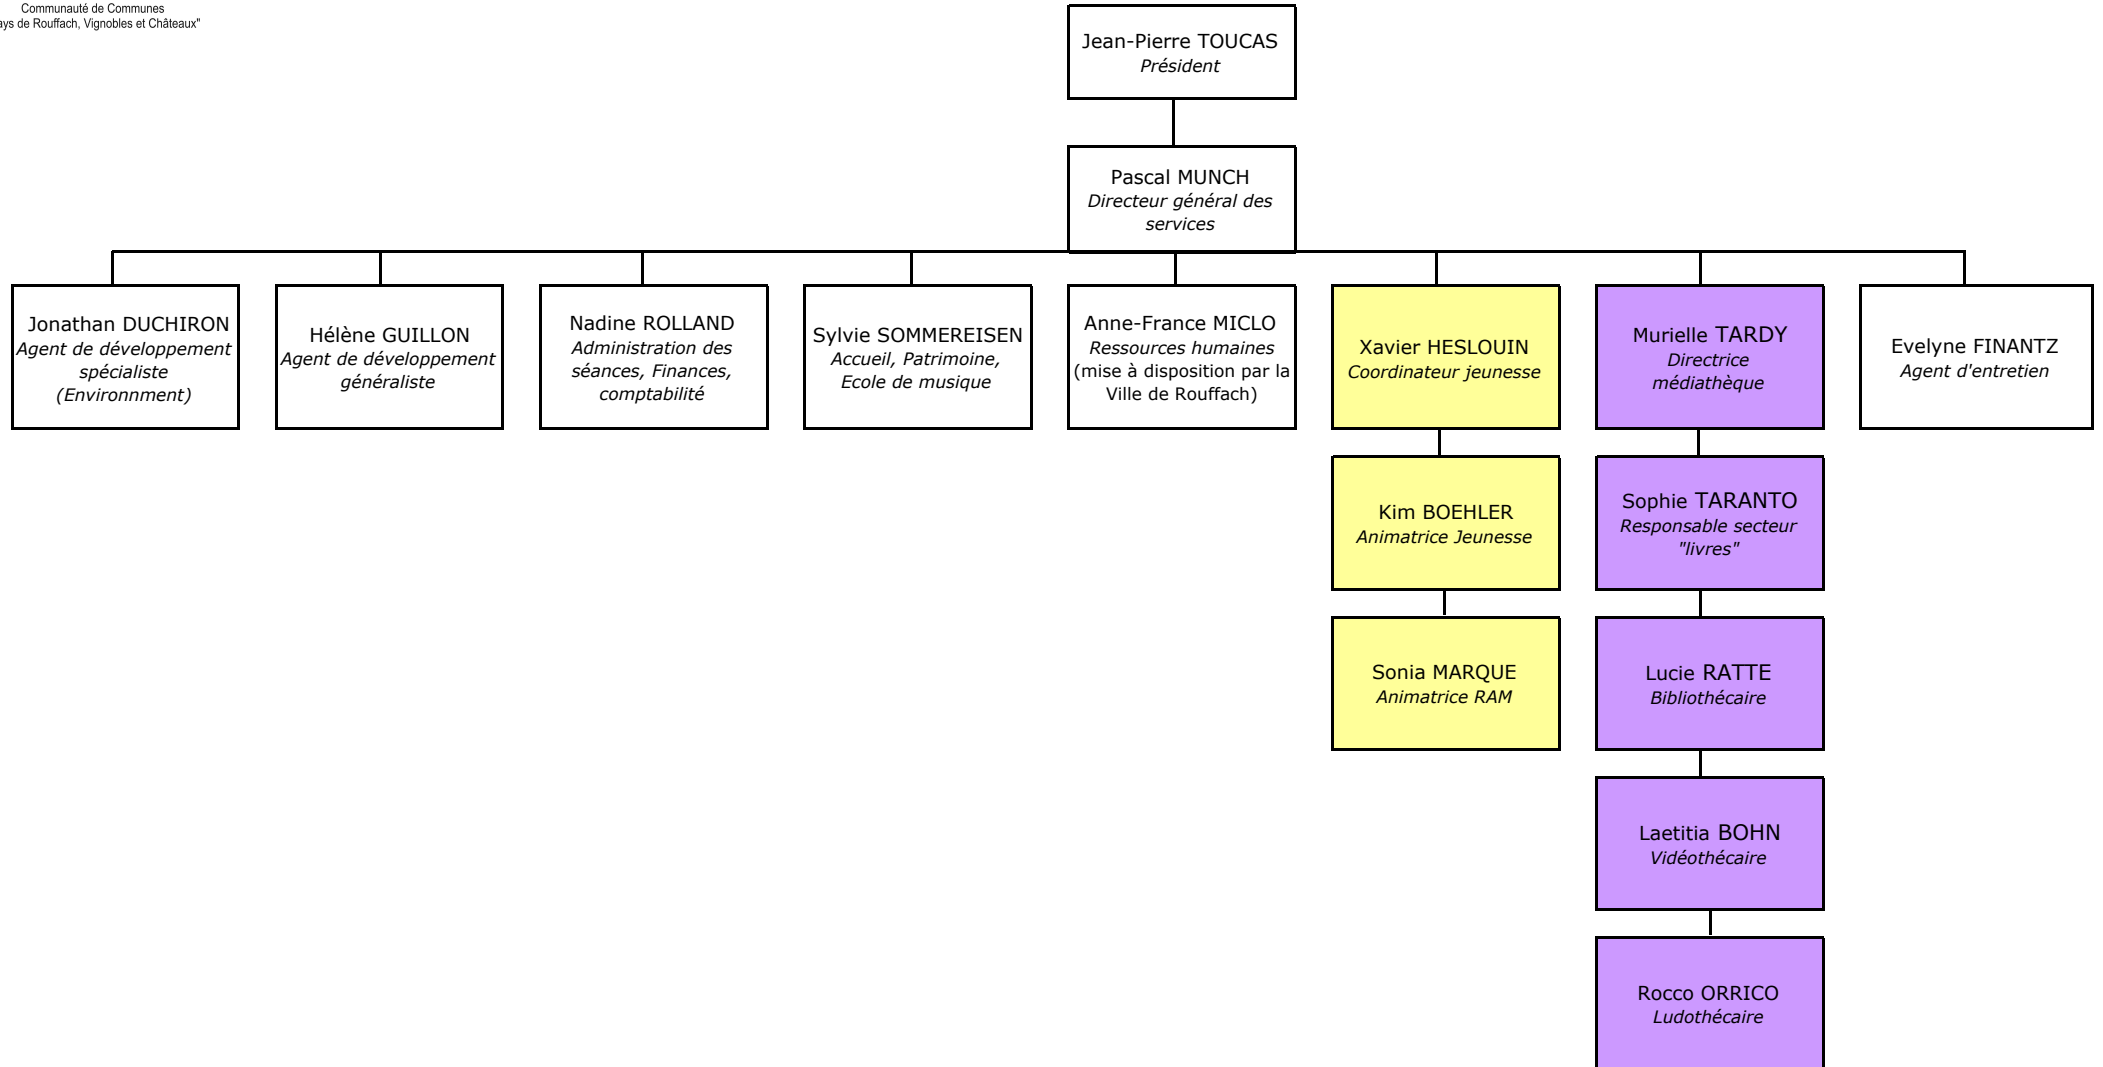 Communauté de Communes
ays de Rouffach, Vignobles et Châteaux"
Jean-Pierre TOUCAS
Président
Pascal MUNCH
Directeur général des
services
Jonathan DUCHIRON
Agent de développement
spécialiste
(Environnment)
Hélène GUILLON
Agent de développement
généraliste
Nadine ROLLAND
Administration des
séances, Finances,
comptabilité
Sylvie SOMMEREISEN
Accueil, Patrimoine,
Ecole de musique
Anne-France MICLO
Ressources humaines
(mise à disposition par la
Ville de Rouffach)
Xavier HESLOUIN
Coordinateur jeunesse
Murielle TARDY
Directrice
médiathèque
Evelyne FINANTZ
Agent d'entretien
Kim BOEHLER
Animatrice Jeunesse
Sophie TARANTO
Responsable secteur
"livres"
Sonia MARQUE
Animatrice RAM
Lucie RATTE
Bibliothécaire
Laetitia BOHN
Vidéothécaire
Rocco ORRICO
Ludothécaire